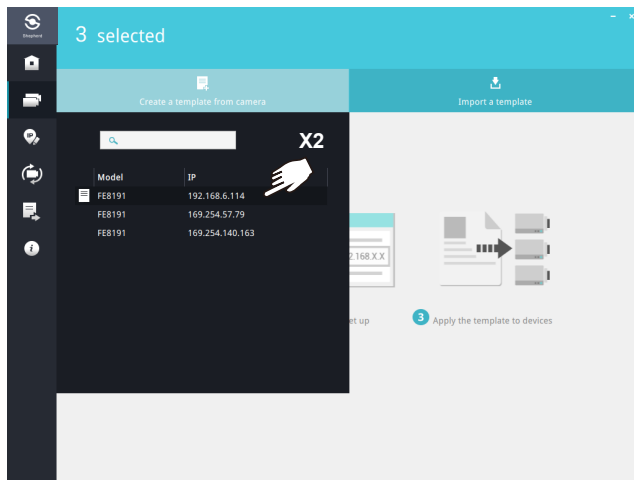 Shepherd
3 selected
Create a template from camera
Import a template
IP
X2
Model IP
FE8191 192.168.6.114
FE8191 169.254.57.79
FE8191 169.254.140.163
2.168.X.X
et up
3 Apply the template to devices
i